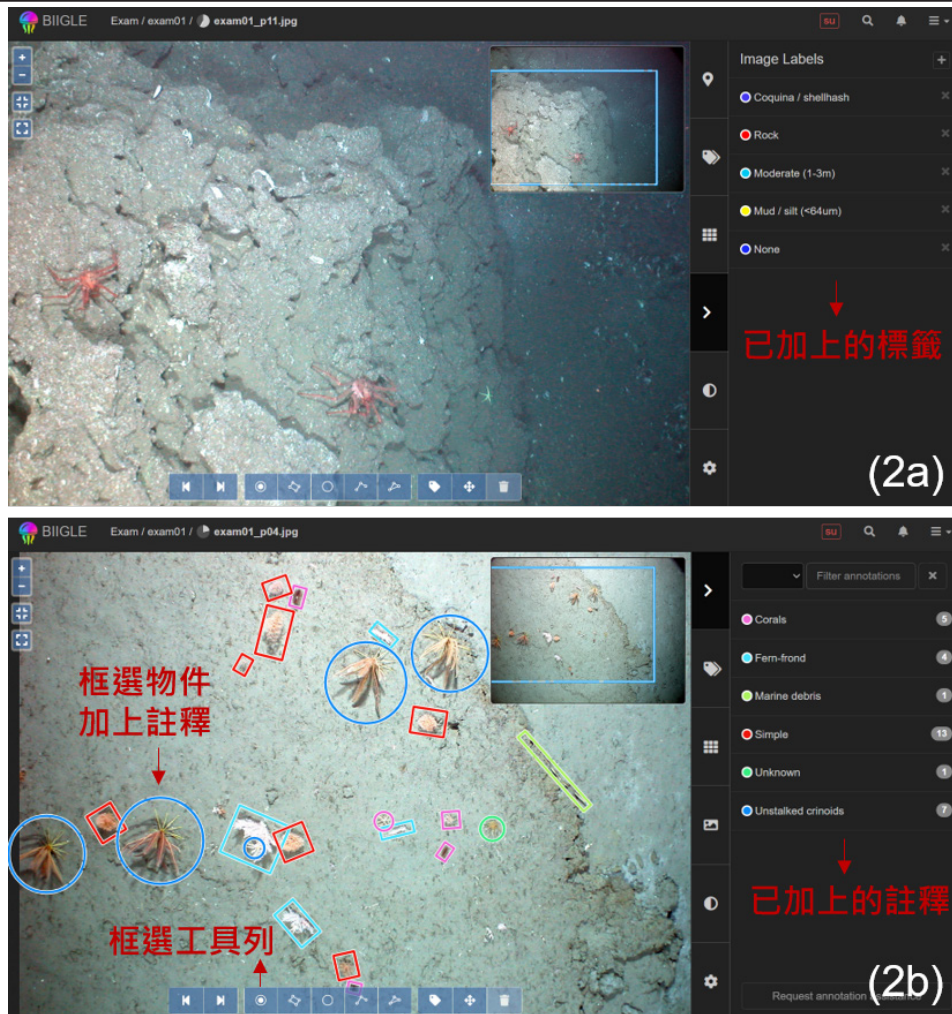 BIIGLE
Exam / exam01 / exam01_p11.jpg
su
Image Labels
Coquina / shellhash
Rock
Moderate (1-3m)
Mud / silt (<64um)
None
已加上的標籤
(2a)
BIIGLE
Exam / exam01 / exam01_p04.jpg
su
Filter annotations
Corals 5
Fern-frond 4
Marine debris 1
Simple 13
Unknown 1
Unstalked crinoids 7
框選物件
加上註釋
已加上的註釋
框選工具列
(2b)
Request annotation assistance